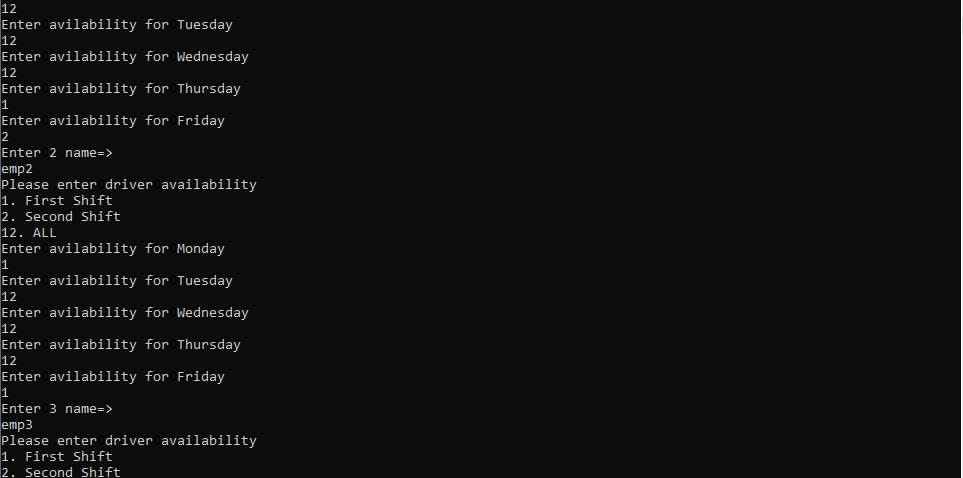 12
Enter avilability for Tuesday
12
Enter avilability for Wednesday
12
Enter avilability for Thursday
1
Enter avilability for Friday
2
Enter 2 name=>
emp2
Please enter driver availability
1. First Shift
2. Second Shift
12. ALL
Enter avilability for Monday
1
Enter avilability for Tuesday
12
Enter avilability for Wednesday
12
Enter avilability for Thursday
12
Enter avilability for Friday
1
Enter 3 name=>
emp3
Please enter driver availability
1. First Shift
2. Second Shift